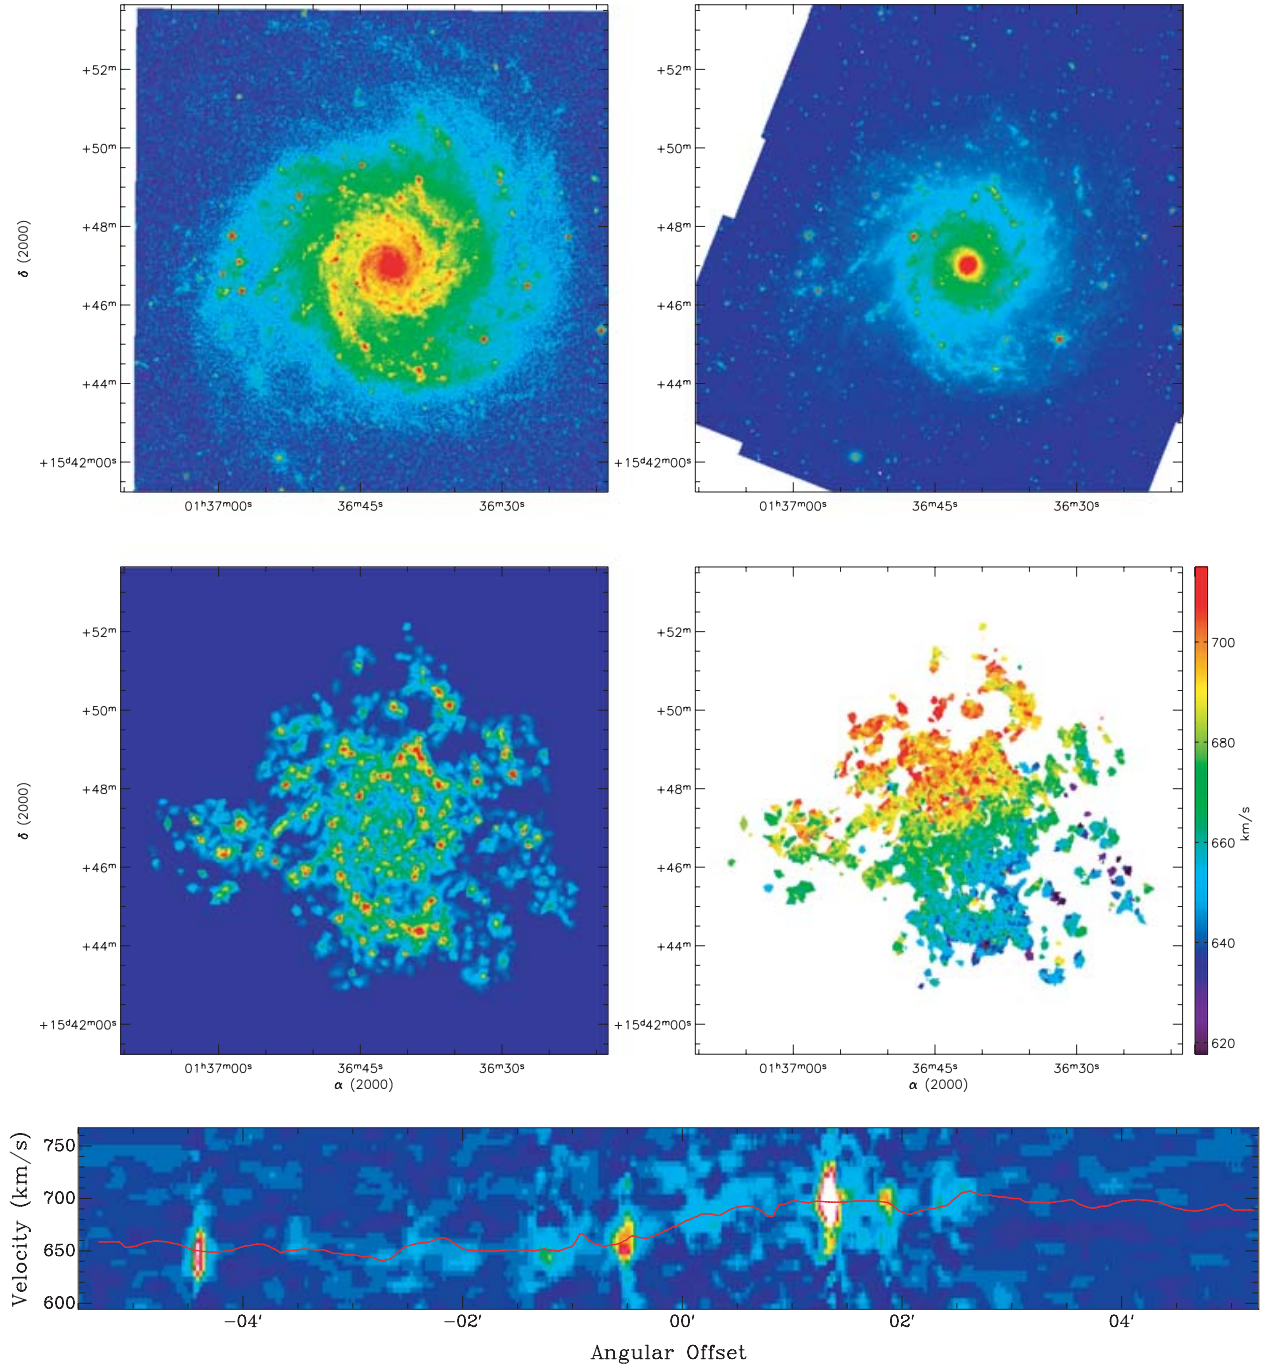 +52ᵐ
+50ᵐ
+48ᵐ
+46ᵐ
+44ᵐ
+15ᵈ42ᵐ00ˢ
δ (2000)
01ʰ37ᵐ00ˢ 36ᵐ45ˢ 36ᵐ30ˢ
+52ᵐ
+50ᵐ
+48ᵐ
+46ᵐ
+44ᵐ
+15ᵈ42ᵐ00ˢ
01ʰ37ᵐ00ˢ 36ᵐ45ˢ 36ᵐ30ˢ
+52ᵐ
+50ᵐ
+48ᵐ
+46ᵐ
+44ᵐ
+15ᵈ42ᵐ00ˢ
δ (2000)
01ʰ37ᵐ00ˢ 36ᵐ45ˢ 36ᵐ30ˢ
α (2000)
+52ᵐ
+50ᵐ
+48ᵐ
+46ᵐ
+44ᵐ
+15ᵈ42ᵐ00ˢ
01ʰ37ᵐ00ˢ 36ᵐ45ˢ 36ᵐ30ˢ
α (2000)
700
680
660
640
620
km/s
Velocity (km/s)
750
700
650
600
−04' −02' 00' 02' 04'
Angular Offset